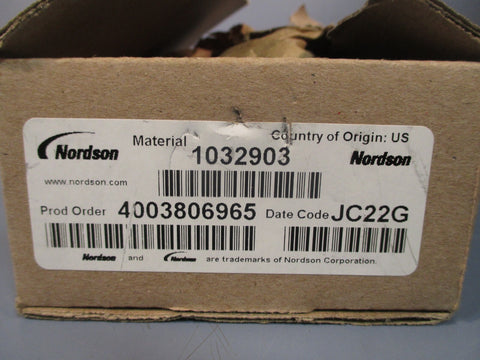 Nordson Material Country of Origin: US
1032903 Nordson
www.nordson.com
Prod Order 4003806965 Date Code JC22G
Nordson and Nordson are trademarks of Nordson Corporation.